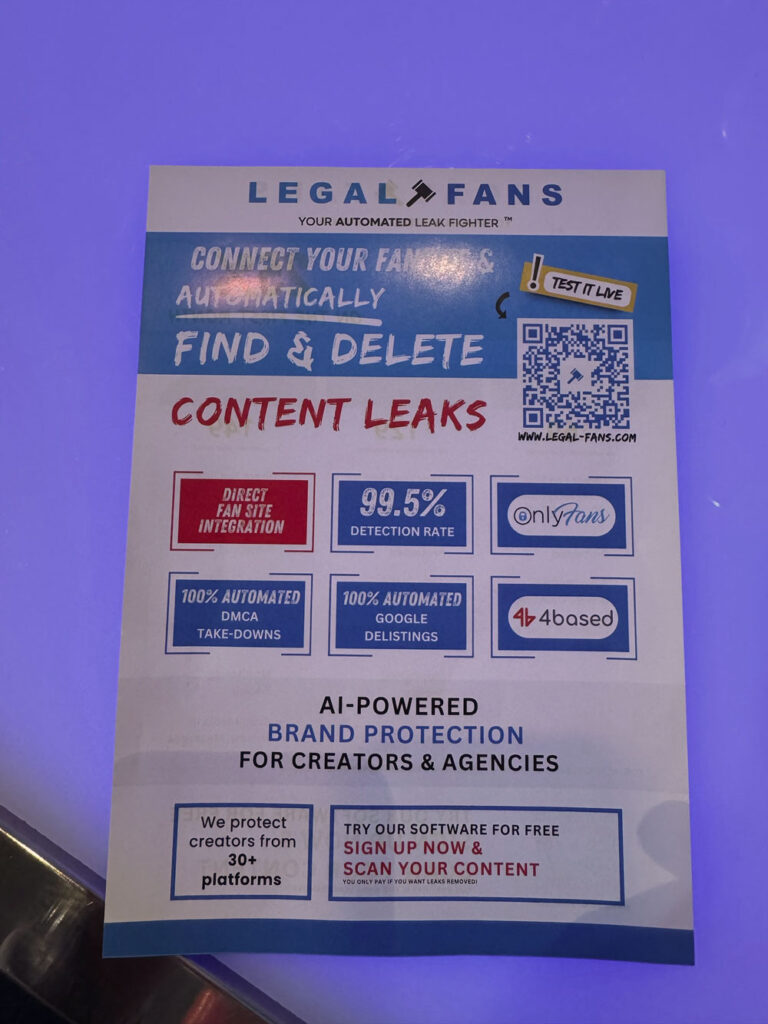 LEGAL FANS
YOUR AUTOMATED LEAK FIGHTER ™
CONNECT YOUR &
AUTOMATICALLY
FIND & DELETE
CONTENT LEAKS
! TEST IT LIVE
WWW.LEGAL-FANS.COM
DIRECT
FAN SITE
INTEGRATION
99.5%
DETECTION RATE
OnlyFans
100% AUTOMATED
DMCA
TAKE-DOWNS
100% AUTOMATED
GOOGLE
DELISTINGS
4based
AI-POWERED
BRAND PROTECTION
FOR CREATORS & AGENCIES
We protect
creators from
30+
platforms
TRY OUR SOFTWARE FOR FREE
SIGN UP NOW &
SCAN YOUR CONTENT
YOU ONLY PAY IF YOU WANT LEAKS REMOVED!